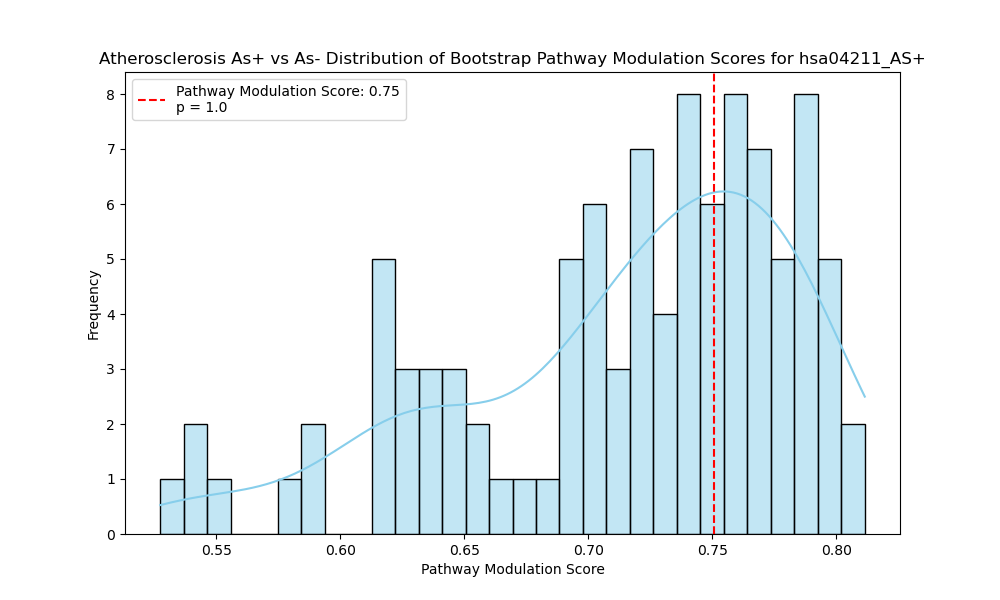 Atherosclerosis As+ vs As- Distribution of Bootstrap Pathway Modulation Scores for hsa04211_AS+
Pathway Modulation Score: 0.75
p = 1.0
8
7
6
5
4
3
2
1
0
Frequency
0.55 0.60 0.65 0.70 0.75 0.80
Pathway Modulation Score